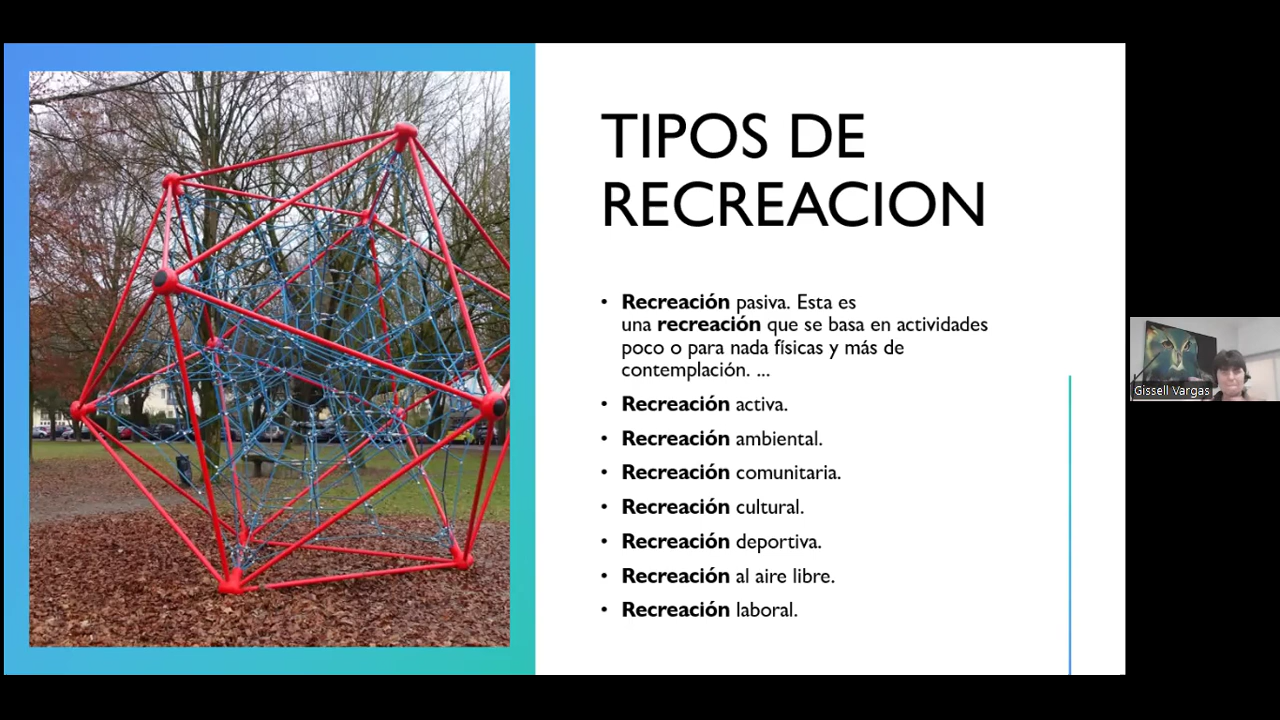 TIPOS DE
RECREACION
• Recreación pasiva. Esta es
una recreación que se basa en actividades
poco o para nada físicas y más de
contemplación. ...
• Recreación activa.
• Recreación ambiental.
• Recreación comunitaria.
• Recreación cultural.
• Recreación deportiva.
• Recreación al aire libre.
• Recreación laboral.
Gissell Vargas